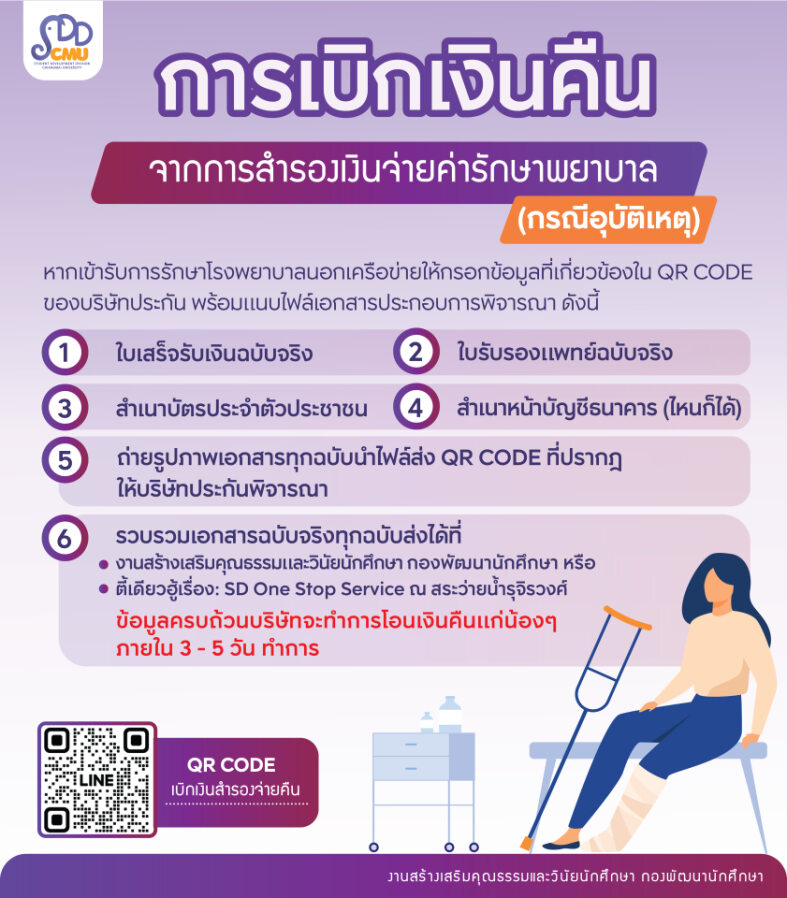 SDD
CMU
STUDENT DEVELOPMENT DIVISION
CHIANG MAI UNIVERSITY
การเบิกเงินคืน
จากการสำรองเงินจ่ายค่ารักษาพยาบาล
(กรณีอุบัติเหตุ)
หากเข้ารับการรักษาโรงพยาบาลนอกเครือข่ายให้กรอกข้อมูลที่เกี่ยวข้องใน QR CODE
ของบริษัทประกัน พร้อมแนบไฟล์เอกสารประกอบการพิจารณา ดังนี้
1 ใบเสร็จรับเงินฉบับจริง
2 ใบรับรองแพทย์ฉบับจริง
3 สำเนาบัตรประจำตัวประชาชน
4 สำเนาหน้าบัญชีธนาคาร (ไหนก็ได้)
5 ถ่ายรูปภาพเอกสารทุกฉบับนำไฟล์ส่ง QR CODE ที่ปรากฎ
ให้บริษัทประกันพิจารณา
6 รวบรวมเอกสารฉบับจริงทุกฉบับส่งได้ที่
• งานสร้างเสริมคุณธรรมและวินัยนักศึกษา กองพัฒนานักศึกษา หรือ
• ตี้เดียวฮู้เรื่อง: SD One Stop Service ณ สระว่ายน้ำรุจิรวงศ์
ข้อมูลครบถ้วนบริษัทจะทำการโอนเงินคืนแก่น้องๆ
ภายใน 3 - 5 วัน ทำการ
LINE
QR CODE
เบิกเงินสำรองจ่ายคืน
งานสร้างเสริมคุณธรรมและวินัยนักศึกษา กองพัฒนานักศึกษา